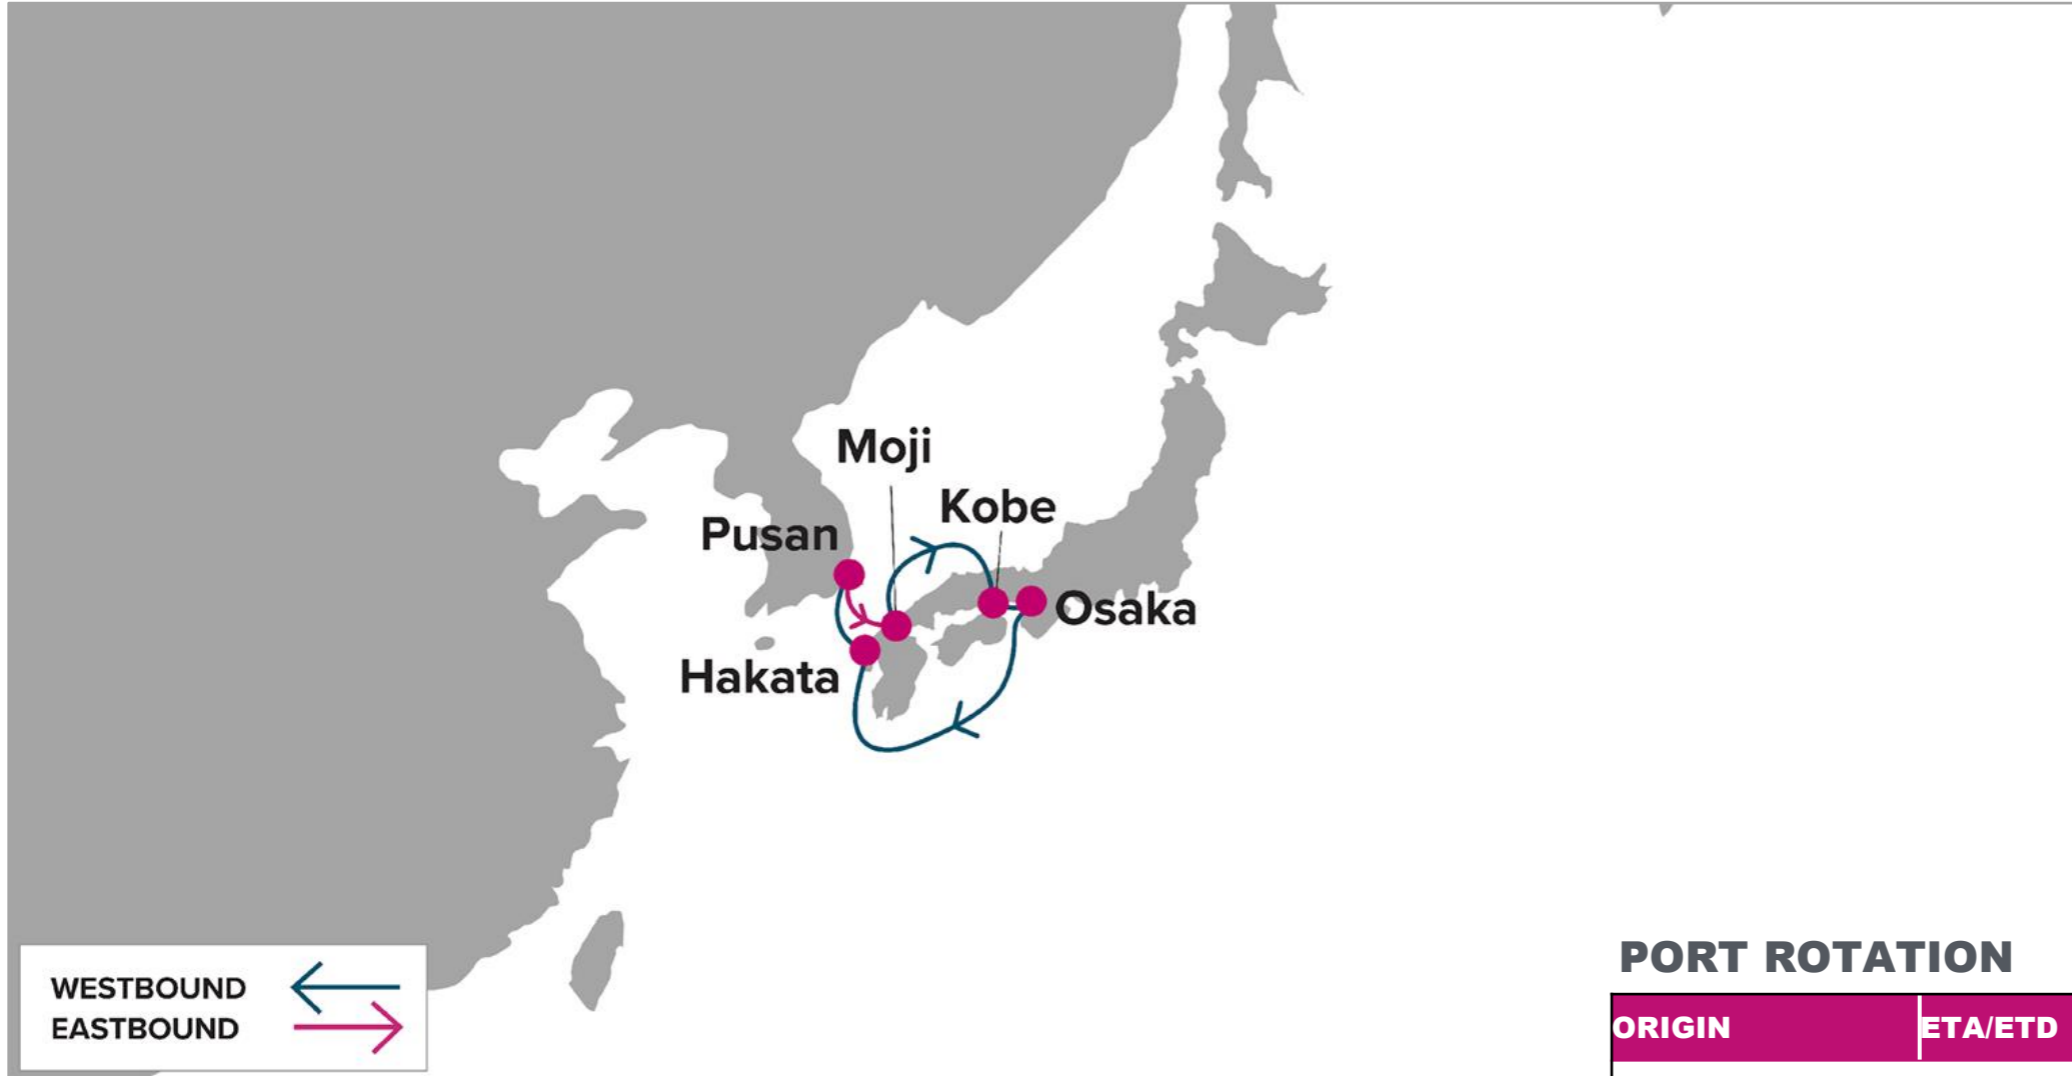 Moji
Kobe
Pusan
Osaka
Hakata
WESTBOUND
EASTBOUND
PORT ROTATION
ORIGIN ETA/ETD